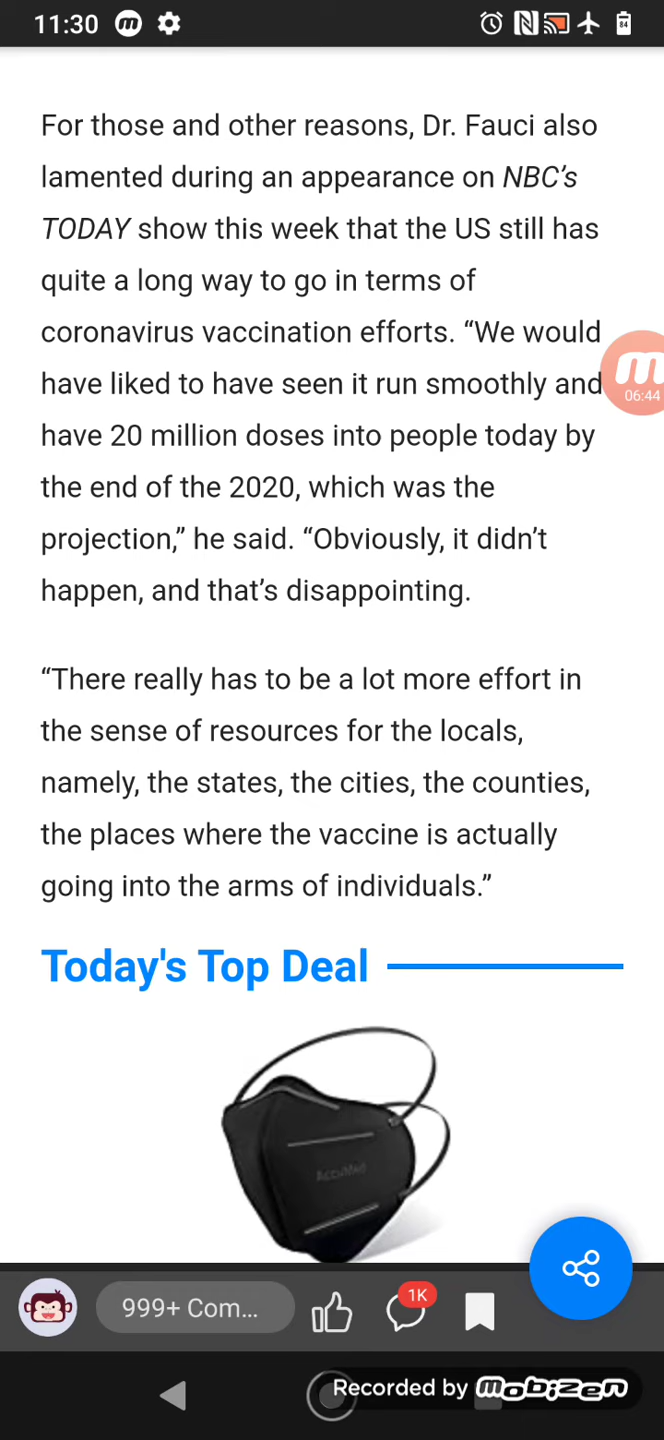 11:30
84
For those and other reasons, Dr. Fauci also
lamented during an appearance on NBC’s
TODAY show this week that the US still has
quite a long way to go in terms of
coronavirus vaccination efforts. “We would
have liked to have seen it run smoothly and
m
06:44
have 20 million doses into people today by
the end of the 2020, which was the
projection,” he said. “Obviously, it didn’t
happen, and that’s disappointing.
“There really has to be a lot more effort in
the sense of resources for the locals,
namely, the states, the cities, the counties,
the places where the vaccine is actually
going into the arms of individuals.”
Today's Top Deal
AccuMed
999+ Com...
1K
Recorded by mobizen